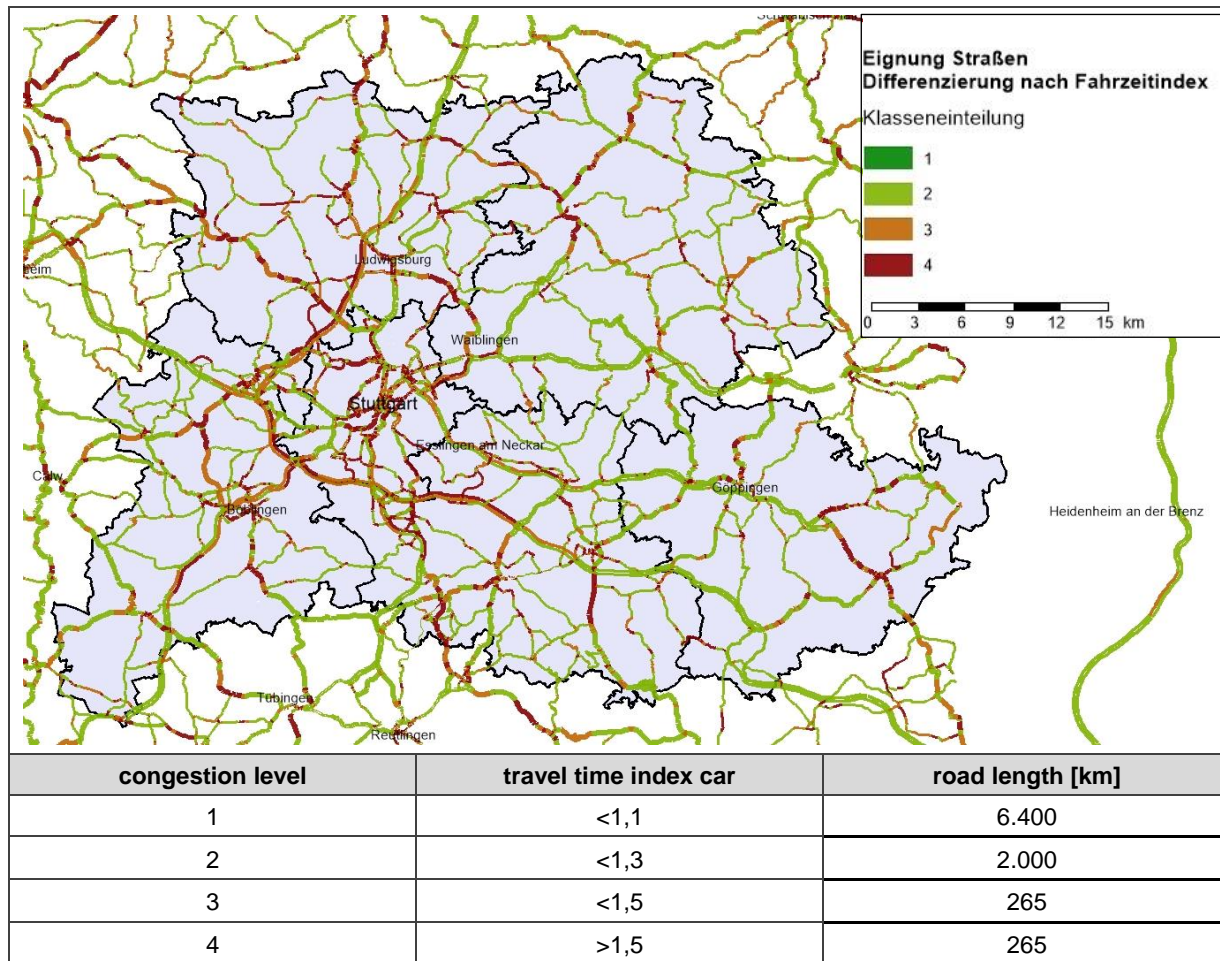 Eignung Straßen
Differenzierung nach Fahrzeitindex
Klasseneinteilung
1
2
3
4
0 3 6 9 12 15 km
Ludwigsburg
Waiblingen
Stuttgart
Esslingen am Neckar
Calw
Böblingen
Göppingen
Heidenheim an der Brenz
Tübingen
Reutlingen
congestion level travel time index car road length [km]
1 <1,1 6.400
2 <1,3 2.000
3 <1,5 265
4 >1,5 265